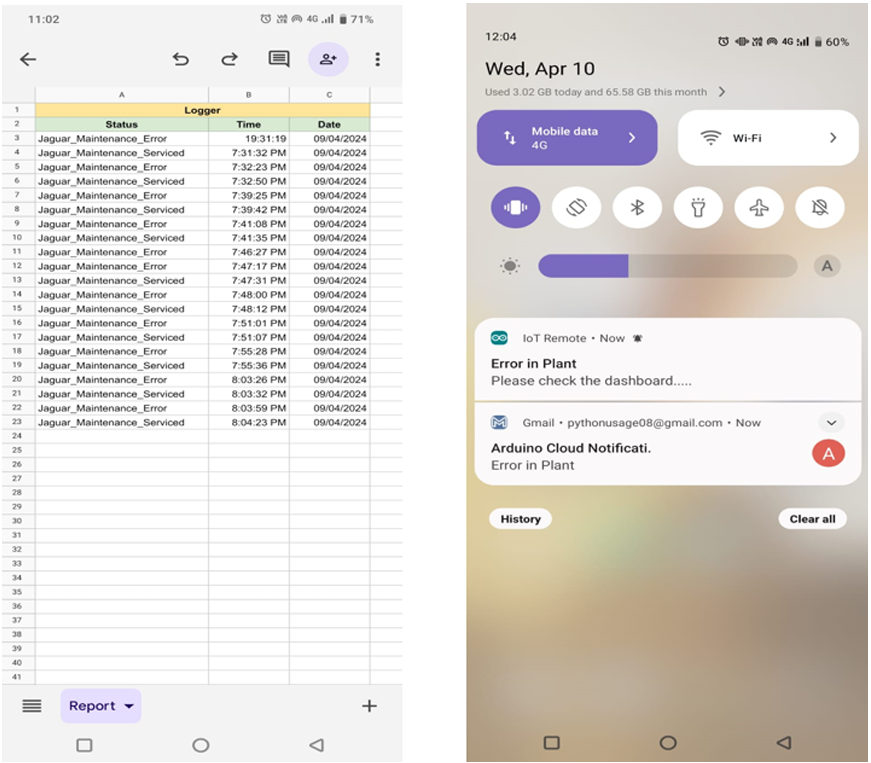 11:02
4G 71%
A B C
1 Logger
2 Status Time Date
3 Jaguar_Maintenance_Error 19:31:19 09/04/2024
4 Jaguar_Maintenance_Serviced 7:31:32 PM 09/04/2024
5 Jaguar_Maintenance_Error 7:32:23 PM 09/04/2024
6 Jaguar_Maintenance_Serviced 7:32:50 PM 09/04/2024
7 Jaguar_Maintenance_Error 7:39:25 PM 09/04/2024
8 Jaguar_Maintenance_Serviced 7:39:42 PM 09/04/2024
9 Jaguar_Maintenance_Error 7:41:08 PM 09/04/2024
10 Jaguar_Maintenance_Serviced 7:41:35 PM 09/04/2024
11 Jaguar_Maintenance_Error 7:46:27 PM 09/04/2024
12 Jaguar_Maintenance_Error 7:47:17 PM 09/04/2024
13 Jaguar_Maintenance_Serviced 7:47:31 PM 09/04/2024
14 Jaguar_Maintenance_Error 7:48:00 PM 09/04/2024
15 Jaguar_Maintenance_Serviced 7:48:12 PM 09/04/2024
16 Jaguar_Maintenance_Error 7:51:01 PM 09/04/2024
17 Jaguar_Maintenance_Serviced 7:51:07 PM 09/04/2024
18 Jaguar_Maintenance_Error 7:55:28 PM 09/04/2024
19 Jaguar_Maintenance_Serviced 7:55:36 PM 09/04/2024
20 Jaguar_Maintenance_Error 8:03:26 PM 09/04/2024
21 Jaguar_Maintenance_Serviced 8:03:32 PM 09/04/2024
22 Jaguar_Maintenance_Error 8:03:59 PM 09/04/2024
23 Jaguar_Maintenance_Serviced 8:04:23 PM 09/04/2024
24
25
26
27
28
29
30
31
32
33
34
35
36
37
38
39
40
41
Report
12:04
4G 60%
Wed, Apr 10
Used 3.02 GB today and 65.58 GB this month
Mobile data
4G
Wi-Fi
A
IoT Remote • Now
Error in Plant
Please check the dashboard.....
Gmail • pythonusage08@gmail.com • Now
Arduino Cloud Notificati.
Error in Plant
A
History
Clear all